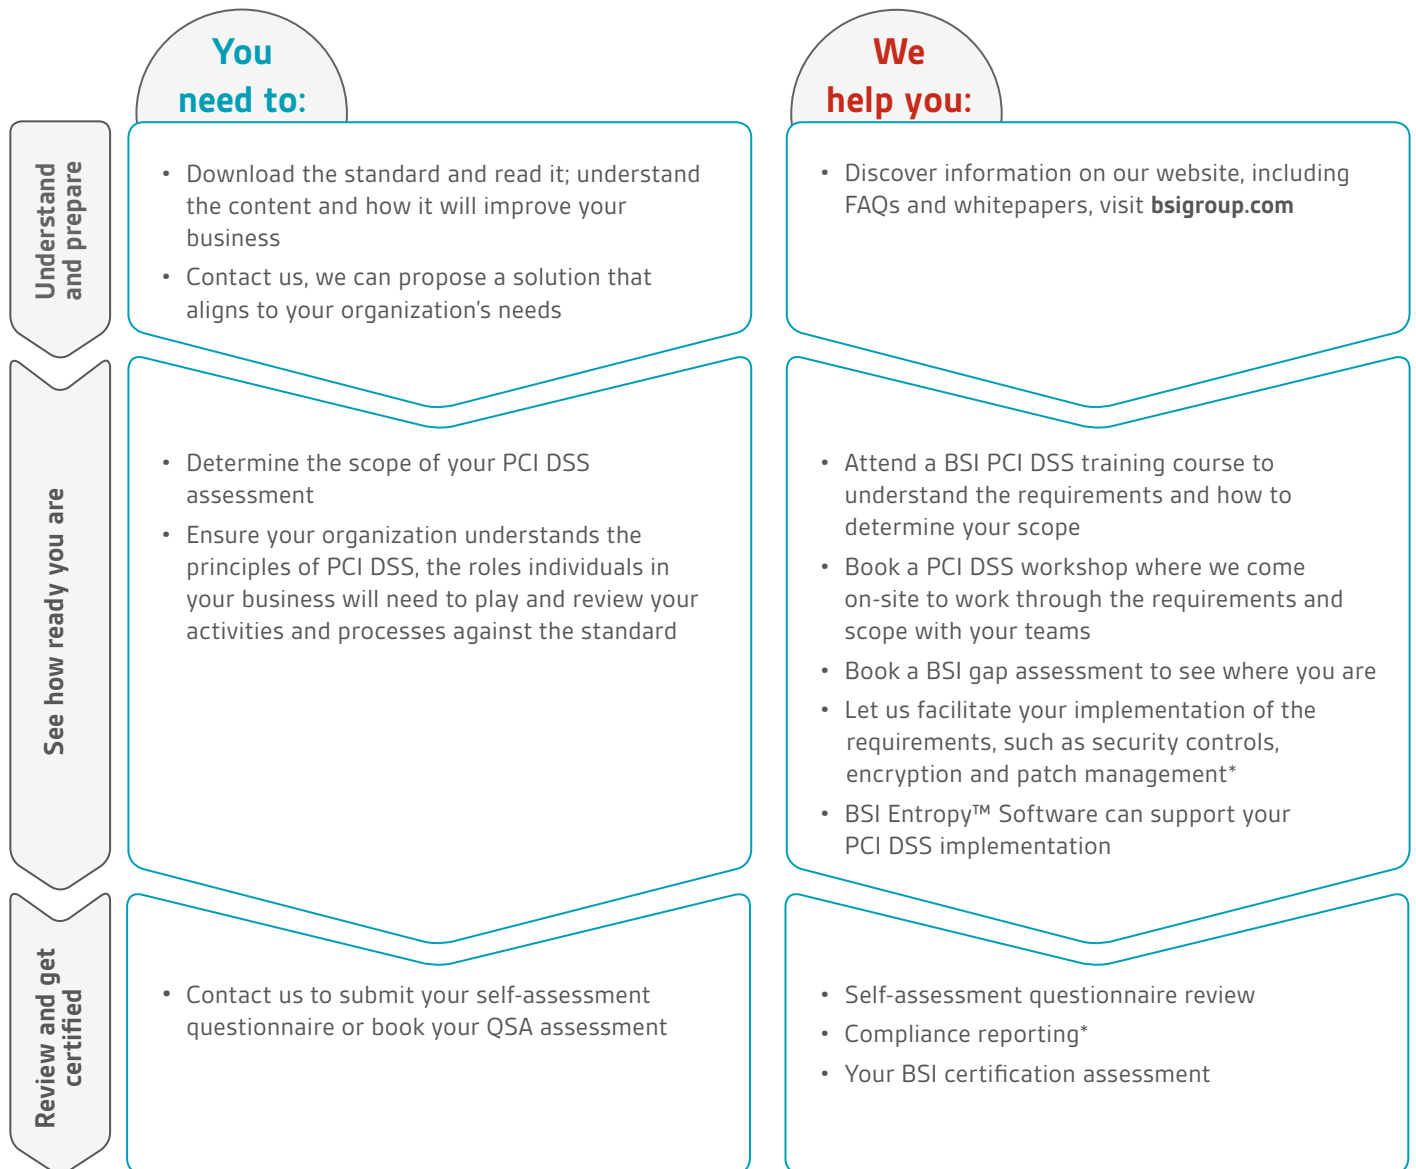 You
need to:
We
help you:
Understand
and prepare
• Download the standard and read it; understand
the content and how it will improve your
business
• Contact us, we can propose a solution that
aligns to your organization's needs
• Discover information on our website, including
FAQs and whitepapers, visit bsigroup.com
See how ready you are
• Determine the scope of your PCI DSS
assessment
• Ensure your organization understands the
principles of PCI DSS, the roles individuals in
your business will need to play and review your
activities and processes against the standard
• Attend a BSI PCI DSS training course to
understand the requirements and how to
determine your scope
• Book a PCI DSS workshop where we come
on-site to work through the requirements and
scope with your teams
• Book a BSI gap assessment to see where you are
• Let us facilitate your implementation of the
requirements, such as security controls,
encryption and patch management*
• BSI Entropy™ Software can support your
PCI DSS implementation
Review and get
certified
• Contact us to submit your self-assessment
questionnaire or book your QSA assessment
• Self-assessment questionnaire review
• Compliance reporting*
• Your BSI certification assessment